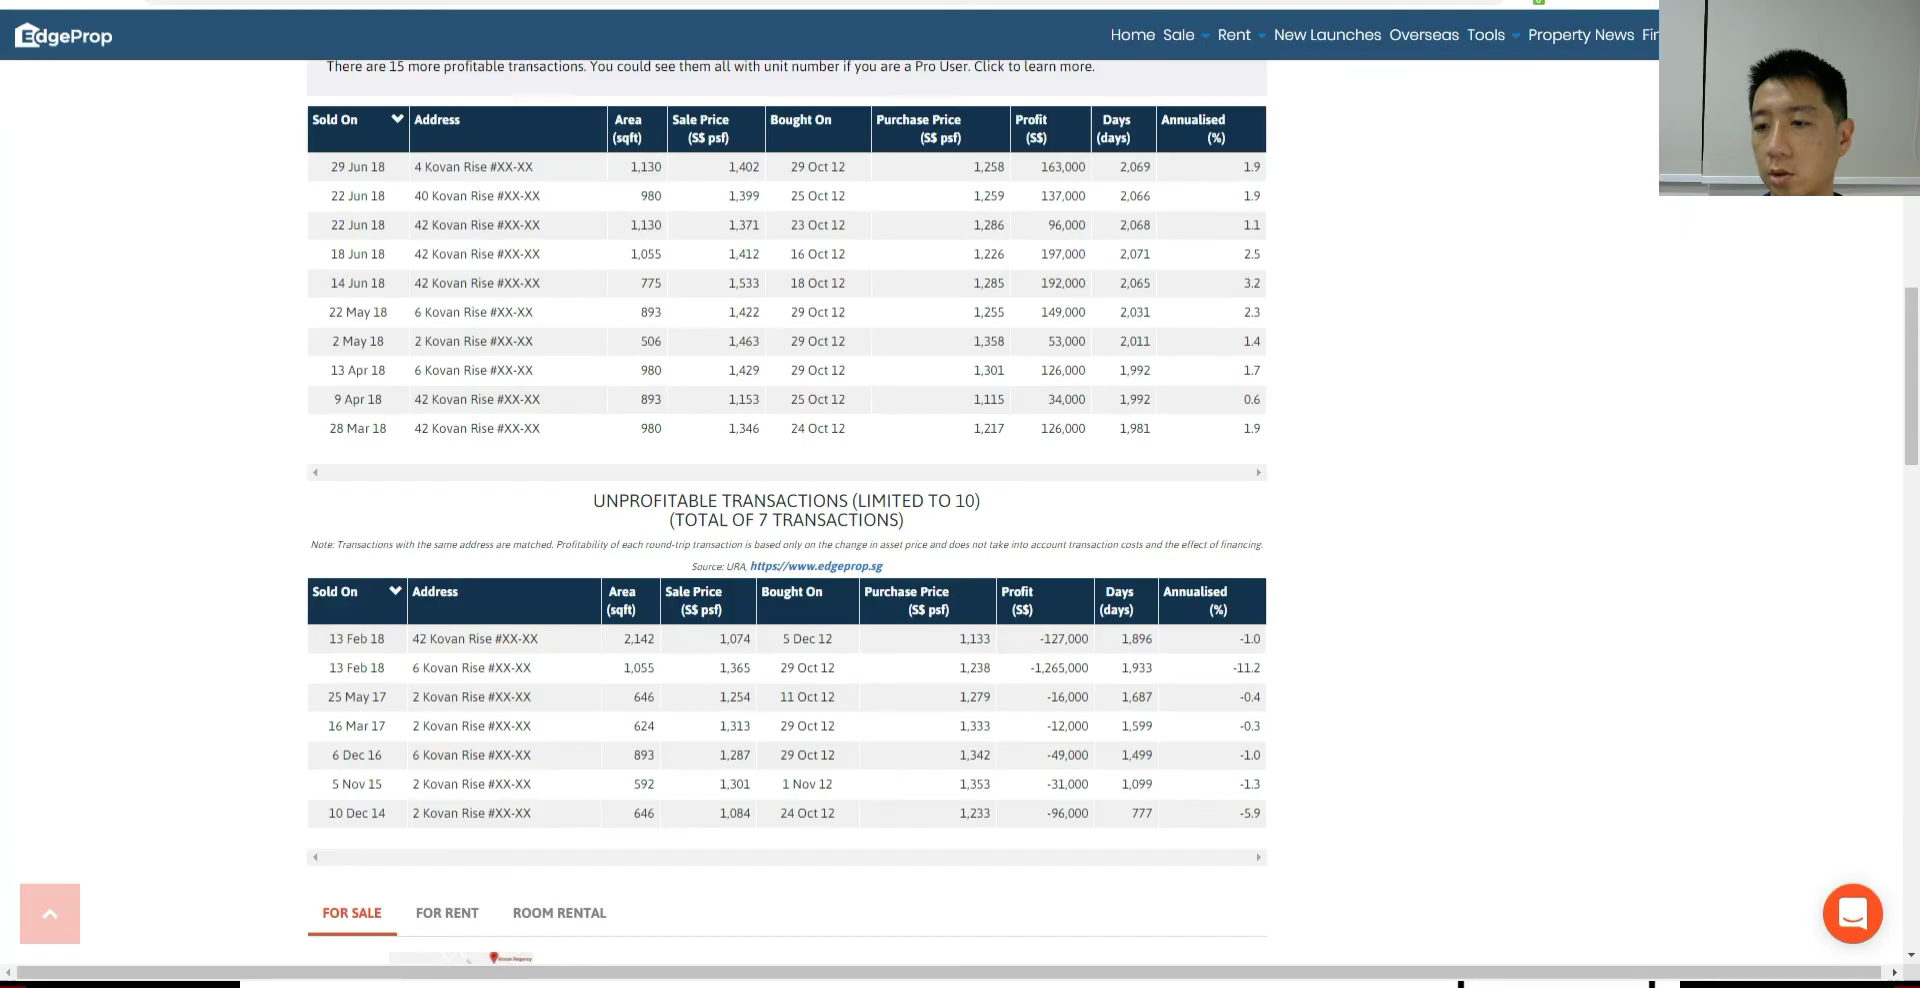 EdgeProp
Home Sale Rent New Launches Overseas Tools Property News Fin
There are 15 more profitable transactions. You could see them all with unit number if you are a Pro User. Click to learn more.
Sold On Address Area (sqft) Sale Price (S$ psf) Bought On Purchase Price (S$ psf) Profit (S$) Days (days) Annualised (%)
29 Jun 18 4 Kovan Rise #XX-XX 1,130 1,402 29 Oct 12 1,258 163,000 2,069 1.9
22 Jun 18 40 Kovan Rise #XX-XX 980 1,399 25 Oct 12 1,259 137,000 2,066 1.9
22 Jun 18 42 Kovan Rise #XX-XX 1,130 1,371 23 Oct 12 1,286 96,000 2,068 1.1
18 Jun 18 42 Kovan Rise #XX-XX 1,055 1,412 16 Oct 12 1,226 197,000 2,071 2.5
14 Jun 18 42 Kovan Rise #XX-XX 775 1,533 18 Oct 12 1,285 192,000 2,065 3.2
22 May 18 6 Kovan Rise #XX-XX 893 1,422 29 Oct 12 1,255 149,000 2,031 2.3
2 May 18 2 Kovan Rise #XX-XX 506 1,463 29 Oct 12 1,358 53,000 2,011 1.4
13 Apr 18 6 Kovan Rise #XX-XX 980 1,429 29 Oct 12 1,301 126,000 1,992 1.7
9 Apr 18 42 Kovan Rise #XX-XX 893 1,153 25 Oct 12 1,115 34,000 1,992 0.6
28 Mar 18 42 Kovan Rise #XX-XX 980 1,346 24 Oct 12 1,217 126,000 1,981 1.9
UNPROFITABLE TRANSACTIONS (LIMITED TO 10)
(TOTAL OF 7 TRANSACTIONS)
Note: Transactions with the same address are matched. Profitability of each round-trip transaction is based only on the change in asset price and does not take into account transaction costs and the effect of financing.
Source: URA, https://www.edgeprop.sg
Sold On Address Area (sqft) Sale Price (S$ psf) Bought On Purchase Price (S$ psf) Profit (S$) Days (days) Annualised (%)
13 Feb 18 42 Kovan Rise #XX-XX 2,142 1,074 5 Dec 12 1,133 -127,000 1,896 -1.0
13 Feb 18 6 Kovan Rise #XX-XX 1,055 1,365 29 Oct 12 1,238 -1,265,000 1,933 -11.2
25 May 17 2 Kovan Rise #XX-XX 646 1,254 11 Oct 12 1,279 -16,000 1,687 -0.4
16 Mar 17 2 Kovan Rise #XX-XX 624 1,313 29 Oct 12 1,333 -12,000 1,599 -0.3
6 Dec 16 6 Kovan Rise #XX-XX 893 1,287 29 Oct 12 1,342 -49,000 1,499 -1.0
5 Nov 15 2 Kovan Rise #XX-XX 592 1,301 1 Nov 12 1,353 -31,000 1,099 -1.3
10 Dec 14 2 Kovan Rise #XX-XX 646 1,084 24 Oct 12 1,233 -96,000 777 -5.9
FOR SALE FOR RENT ROOM RENTAL
Kovan Regency